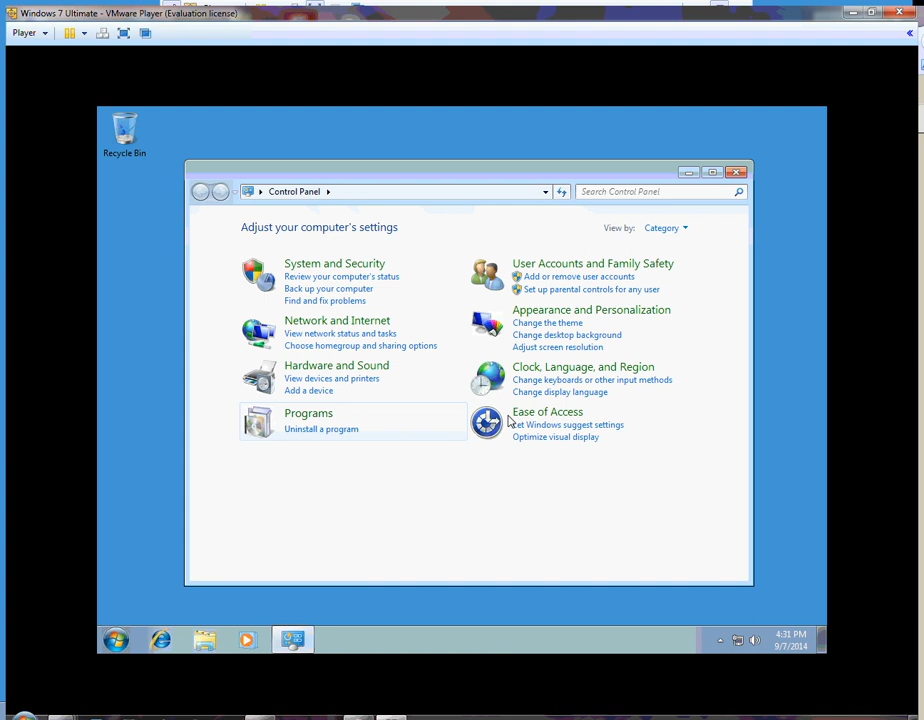 Windows 7 Ultimate - VMware Player (Evaluation license)
Player
Recycle Bin
Control Panel
Search Control Panel
Adjust your computer's settings
View by: Category
System and Security
Review your computer's status
Back up your computer
Find and fix problems
Network and Internet
View network status and tasks
Choose homegroup and sharing options
Hardware and Sound
View devices and printers
Add a device
Programs
Uninstall a program
User Accounts and Family Safety
Add or remove user accounts
Set up parental controls for any user
Appearance and Personalization
Change the theme
Change desktop background
Adjust screen resolution
Clock, Language, and Region
Change keyboards or other input methods
Change display language
Ease of Access
Let Windows suggest settings
Optimize visual display
4:31 PM
9/7/2014